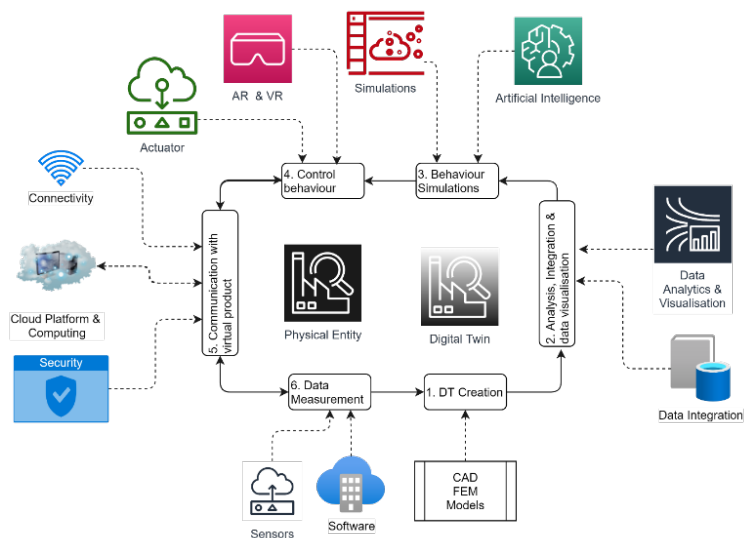 AR & VR
Simulations
Artificial Intelligence
Actuator
4. Control
behaviour
3. Behaviour
Simulations
Connectivity
5. Communication with
virtual product
2. Analysis, Integration &
data visualisation
Data
Analytics &
Visualisation
Cloud Platform &
Computing
Physical Entity
Digital Twin
Security
6. Data
Measurement
1. DT Creation
Data Integration
CAD
FEM
Models
Sensors
Software